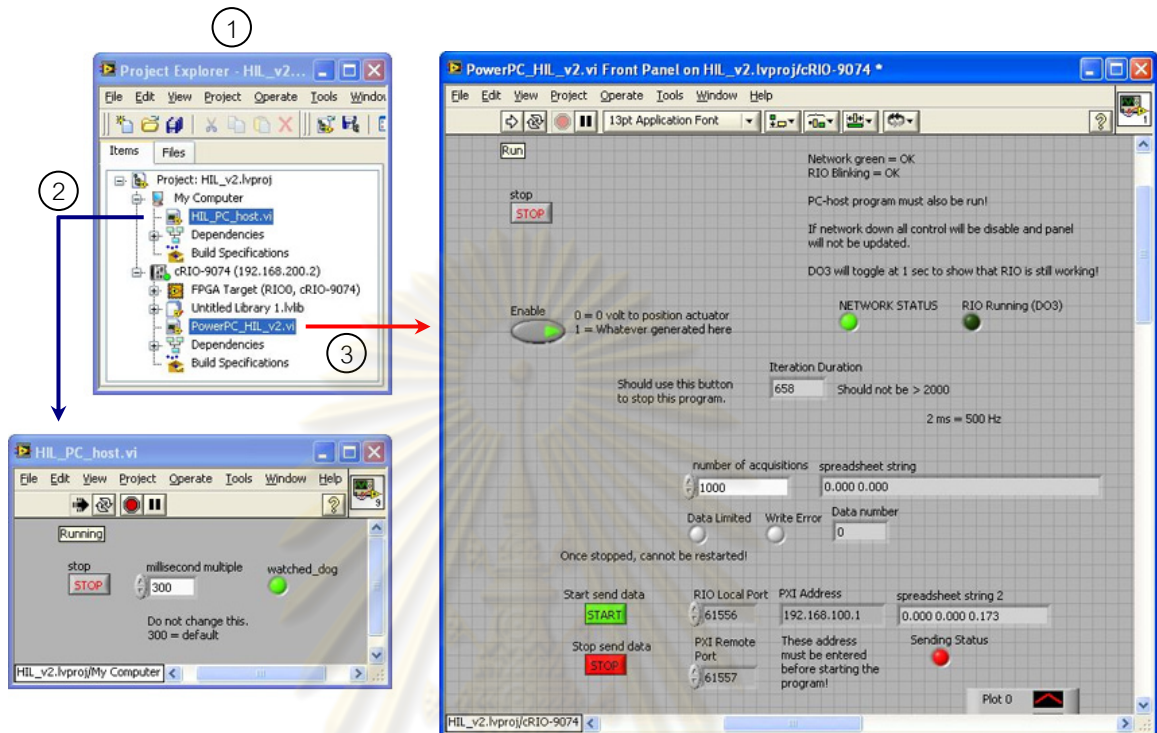 1
Project Explorer - HIL_v2...
File Edit View Project Operate Tools Window
Items Files
Project: HIL_v2.lvproj
My Computer
HIL_PC_host.vi
Dependencies
Build Specifications
cRIO-9074 (192.168.200.2)
FPGA Target (RIO0, cRIO-9074)
Untitled Library 1.lvlib
PowerPC_HIL_v2.vi
Dependencies
Build Specifications
2
3
HIL_PC_host.vi
File Edit View Project Operate Tools Window Help
9
Running
stop
STOP
millisecond multiple
300
watched_dog
Do not change this.
300 = default
HIL_v2.lvproj/My Computer
PowerPC_HIL_v2.vi Front Panel on HIL_v2.lvproj/cRIO-9074 *
File Edit View Project Operate Tools Window Help
13pt Application Font
1
Run
stop
STOP
Network green = OK
RIO Blinking = OK
PC-host program must also be run!
If network down all control will be disable and panel
will not be updated.
DO3 will toggle at 1 sec to show that RIO is still working!
Enable
0 = 0 volt to position actuator
1 = Whatever generated here
NETWORK STATUS RIO Running (DO3)
Should use this button
to stop this program.
Iteration Duration
658 Should not be > 2000
2 ms = 500 Hz
number of acquisitions spreadsheet string
1000 0.000 0.000
Data Limited Write Error Data number
0
Once stopped, cannot be restarted!
Start send data RIO Local Port PXI Address spreadsheet string 2
START 61556 192.168.100.1 0.000 0.000 0.173
Stop send data
STOP
PXI Remote
Port
61557
These address
must be entered
before starting the
program!
Sending Status
Plot 0
HIL_v2.lvproj/cRIO-9074